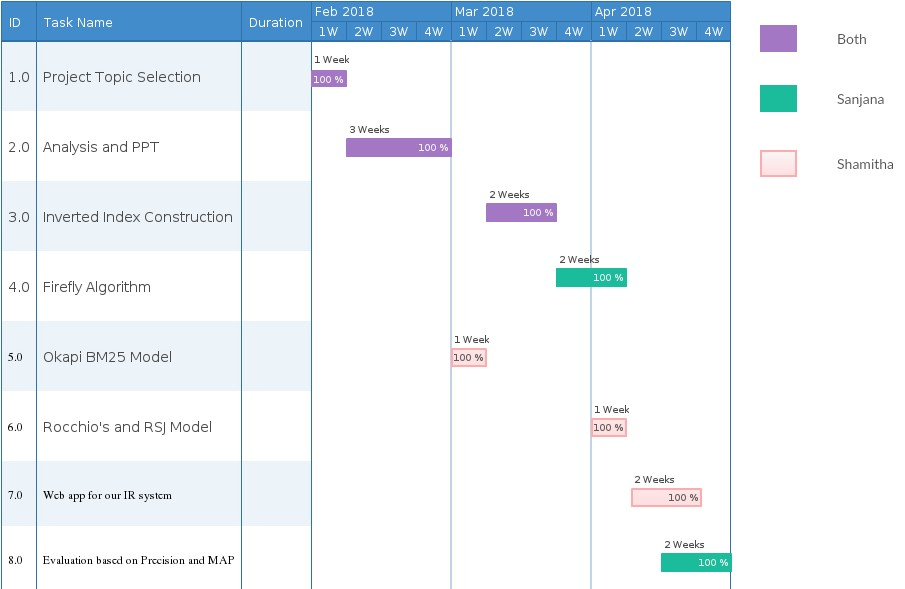 ID Task Name Duration Feb 2018 Mar 2018 Apr 2018
1W 2W 3W 4W 1W 2W 3W 4W 1W 2W 3W 4W
Both
1 Week
1.0 Project Topic Selection 100 %
Sanjana
3 Weeks
2.0 Analysis and PPT 100 %
Shamitha
2 Weeks
3.0 Inverted Index Construction 100 %
2 Weeks
4.0 Firefly Algorithm 100 %
1 Week
5.0 Okapi BM25 Model 100 %
1 Week
6.0 Rocchio's and RSJ Model 100 %
2 Weeks
7.0 Web app for our IR system 100 %
2 Weeks
8.0 Evaluation based on Precision and MAP 100 %